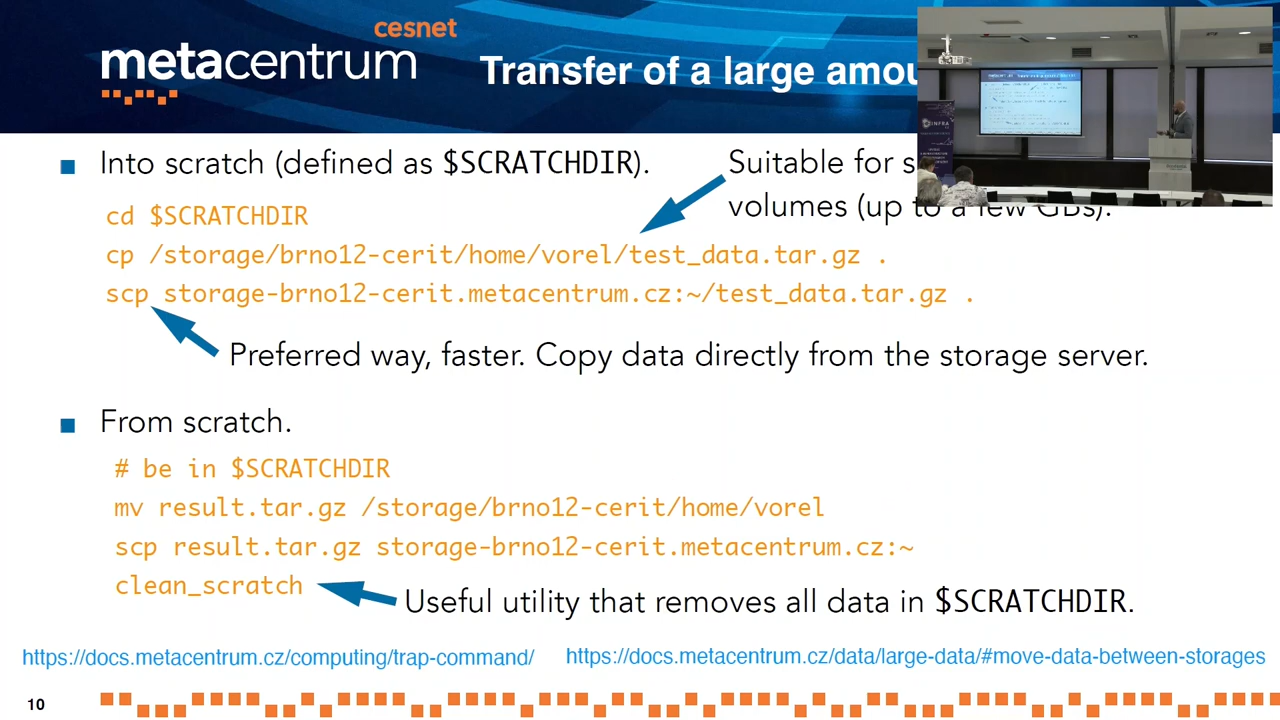 cesnet
metacentrum
Transfer of a large
Into scratch (defined as $SCRATCHDIR).
Suitable for
volumes (up to a few GBs).
cd $SCRATCHDIR
cp /storage/brno12-cerit/home/vorel/test_data.tar.gz .
scp storage-brno12-cerit.metacentrum.cz:~/test_data.tar.gz .
Preferred way, faster. Copy data directly from the storage server.
From scratch.
# be in $SCRATCHDIR
mv result.tar.gz /storage/brno12-cerit/home/vorel
scp result.tar.gz storage-brno12-cerit.metacentrum.cz:~
clean_scratch
Useful utility that removes all data in $SCRATCHDIR.
https://docs.metacentrum.cz/computing/trap-command/
https://docs.metacentrum.cz/data/large-data/#move-data-between-storages
10